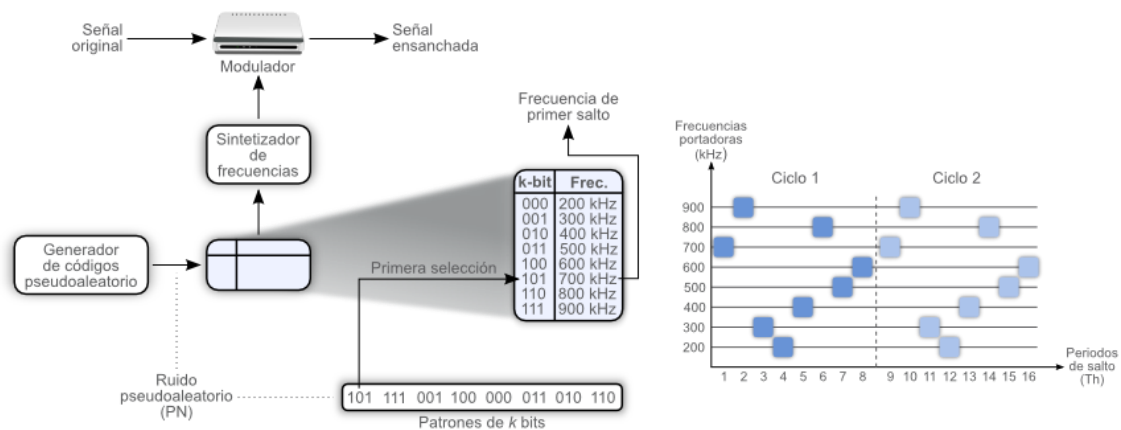 Señal
original
Señal
ensanchada
Modulador
Sintetizador
de
frecuencias
Generador
de códigos
pseudoaleatorio
Ruido
pseudoaleatorio
(PN)
Primera selección
Frecuencia de
primer salto
k-bit Frec.
000 200 kHz
001 300 kHz
010 400 kHz
011 500 kHz
100 600 kHz
101 700 kHz
110 800 kHz
111 900 kHz
101 111 001 100 000 011 010 110
Patrones de k bits
Frecuencias
portadoras
(kHz)
Ciclo 1 Ciclo 2
900
800
700
600
500
400
300
200
1 2 3 4 5 6 7 8 9 10 11 12 13 14 15 16
Periodos
de salto
(Th)